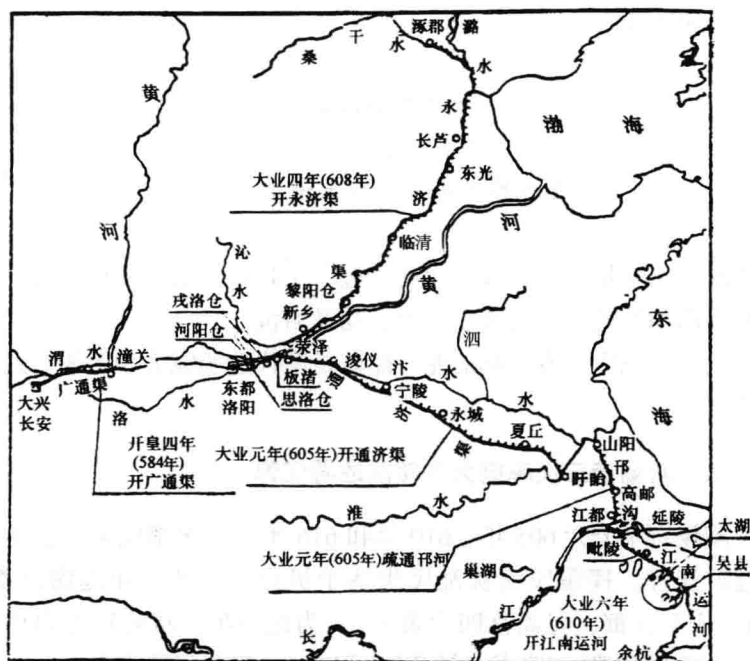 涿郡
潞水
桑干水
永济渠
长芦
东光
渤海
黄河
大业四年(608年)
开永济渠
临清
沁水
黄河
黎阳仓
新乡
戎洛仓
河阳仓
荥泽
板渚
思洛仓
浚仪
泗水
汴水
东海
渭水
潼关
广通渠
大兴
长安
洛水
东都
洛阳
通济渠
宁陵
永城
夏丘
山阳
开皇四年
(584年)
开广通渠
大业元年(605年)开通济渠
盱眙
邗沟
高邮
淮水
江都
延陵
太湖
大业元年(605年)疏通邗河
毗陵
吴县
巢湖
江南运河
长江
大业六年
(610年)
开江南运河
余杭